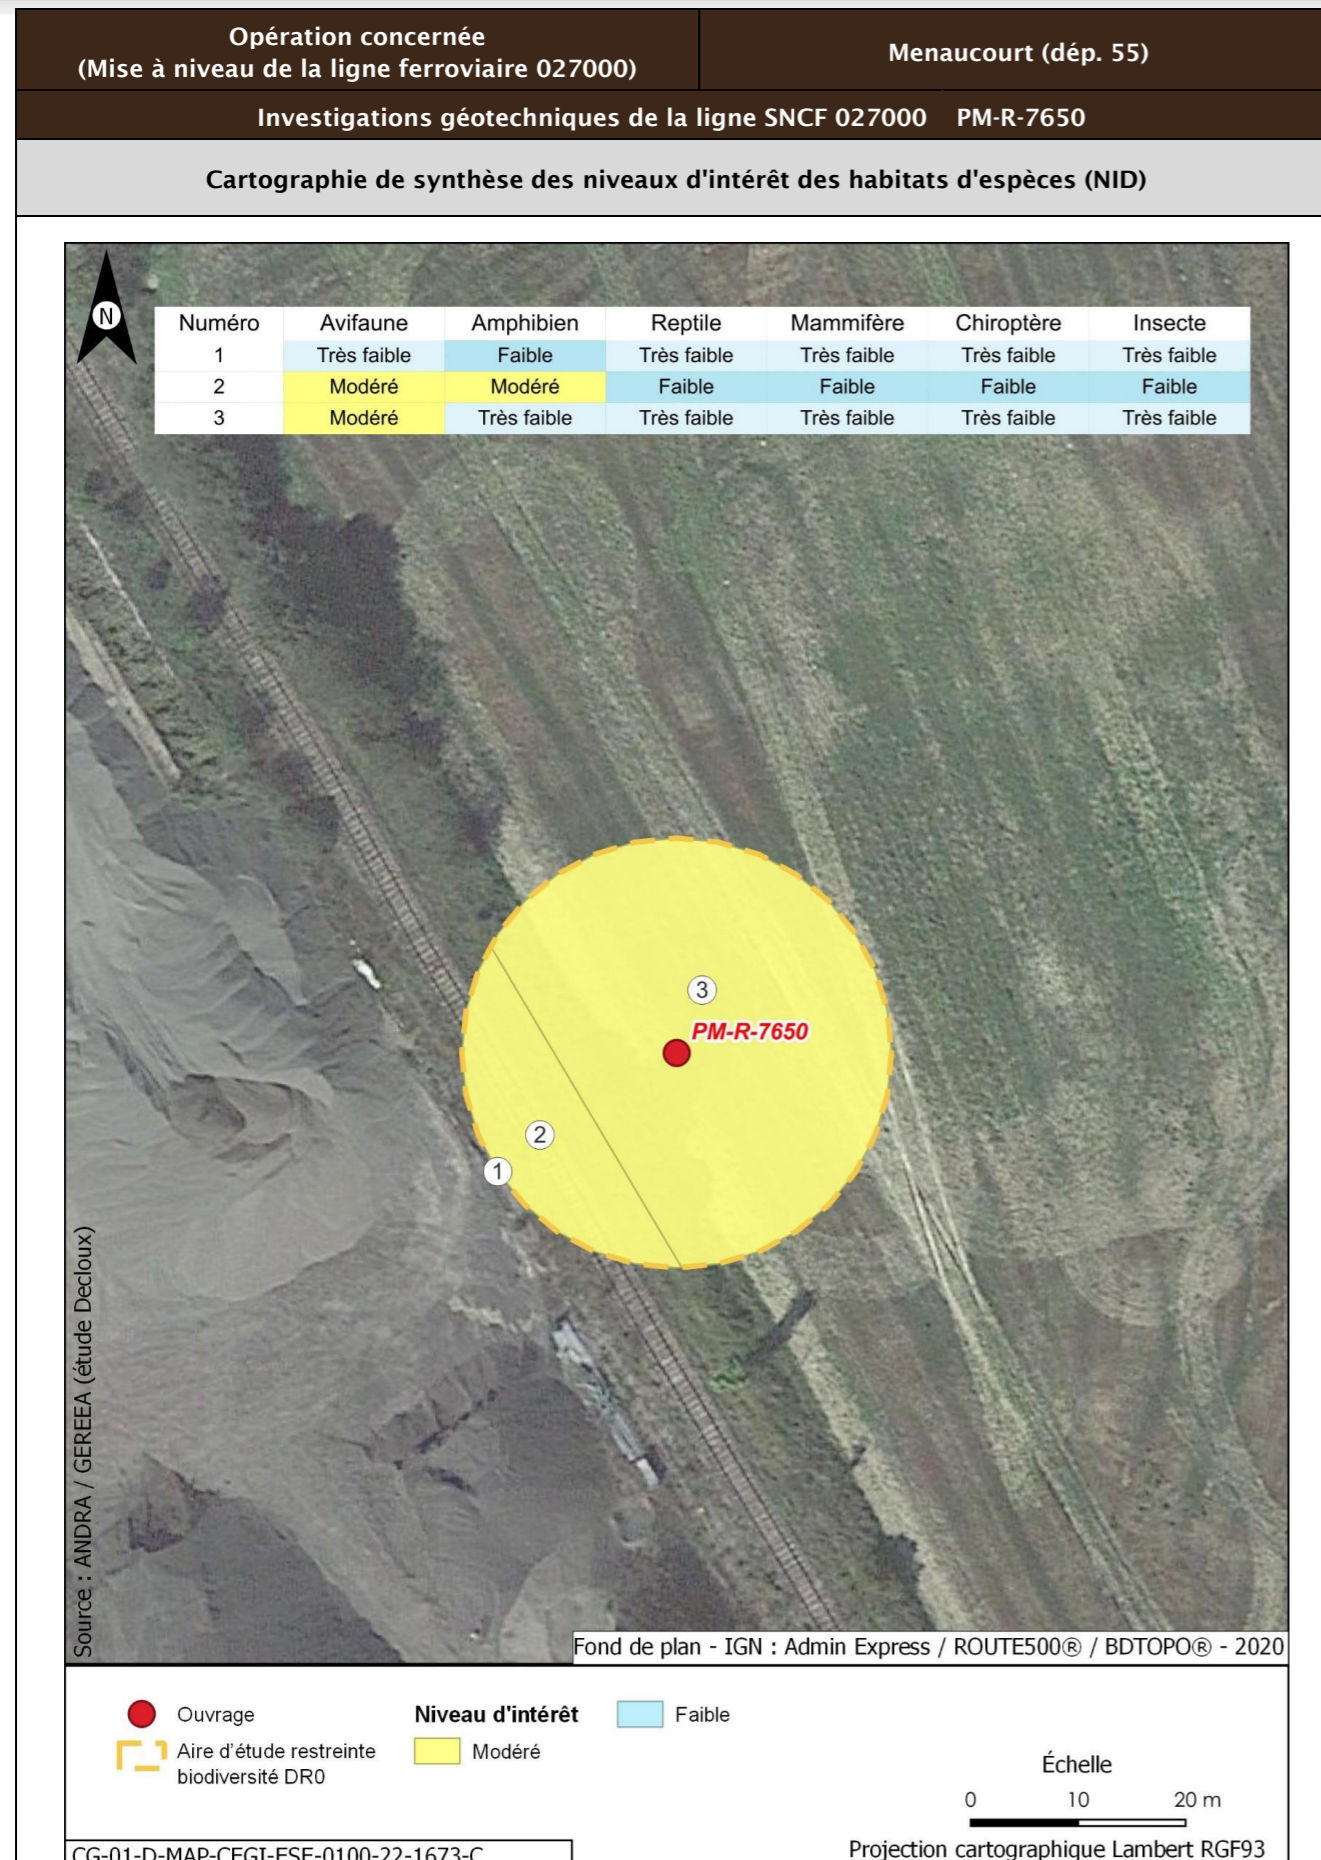 Opération concernée
(Mise à niveau de la ligne ferroviaire 027000)
Menaucourt (dép. 55)
Investigations géotechniques de la ligne SNCF 027000 PM-R-7650
Cartographie de synthèse des niveaux d'intérêt des habitats d'espèces (NID)
N
Numéro Avifaune Amphibien Reptile Mammifère Chiroptère Insecte
1 Très faible Faible Très faible Très faible Très faible Très faible
2 Modéré Modéré Faible Faible Faible Faible
3 Modéré Très faible Très faible Très faible Très faible Très faible
3
PM-R-7650
2
1
Source : ANDRA / GEREEA (étude Decloux)
Fond de plan - IGN : Admin Express / ROUTE500® / BDTOPO® - 2020
Ouvrage
Aire d'étude restreinte
biodiversité DR0
Niveau d'intérêt
Modéré
Faible
Échelle
0 10 20 m
Projection cartographique Lambert RGF93
CG-01-D-MAP-CEGI-ESE-0100-22-1673-C